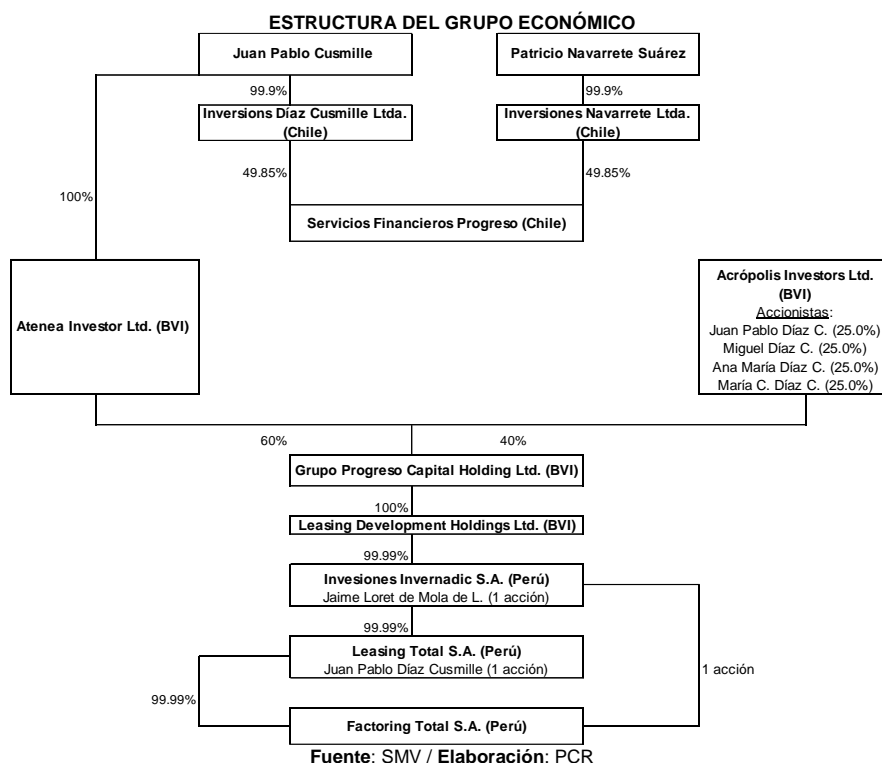 ESTRUCTURA DEL GRUPO ECONÓMICO
Juan Pablo Cusmille
Patricio Navarrete Suárez
99.9%
99.9%
Inversions Díaz Cusmille Ltda.
(Chile)
Inversiones Navarrete Ltda.
(Chile)
49.85%
49.85%
100%
Servicios Financieros Progreso (Chile)
Atenea Investor Ltd. (BVI)
Acrópolis Investors Ltd.
(BVI)
Accionistas:
Juan Pablo Díaz C. (25.0%)
Miguel Díaz C. (25.0%)
Ana María Díaz C. (25.0%)
María C. Díaz C. (25.0%)
60%
40%
Grupo Progreso Capital Holding Ltd. (BVI)
100%
Leasing Development Holdings Ltd. (BVI)
99.99%
Invesiones Invernadic S.A. (Perú)
Jaime Loret de Mola de L. (1 acción)
99.99%
Leasing Total S.A. (Perú)
Juan Pablo Díaz Cusmille (1 acción)
1 acción
99.99%
Factoring Total S.A. (Perú)
Fuente: SMV / Elaboración: PCR